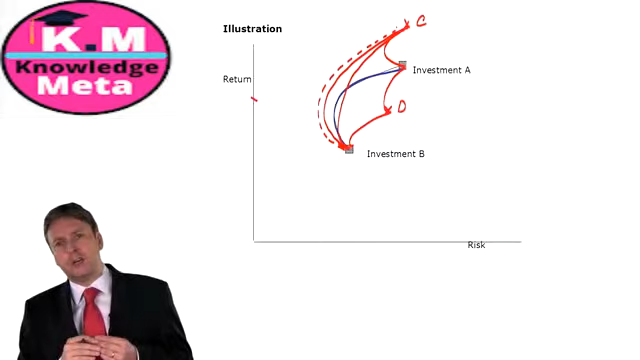 K.M
Knowledge
Meta
Illustration
Return
C
Investment A
D
Investment B
Risk